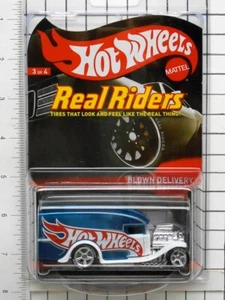 HOT WHEELS
MATTEL
3 OF 4
Real Riders
TIRES THAT LOOK AND FEEL LIKE THE REAL THING!
BLOWN DELIVERY
HOT WHEELS